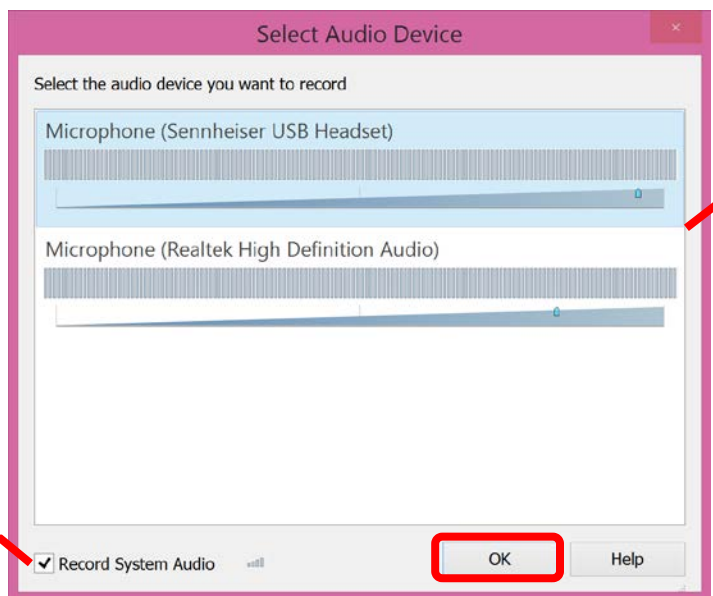 Select Audio Device
Select the audio device you want to record
Microphone (Sennheiser USB Headset)
Microphone (Realtek High Definition Audio)
Record System Audio
OK
Help